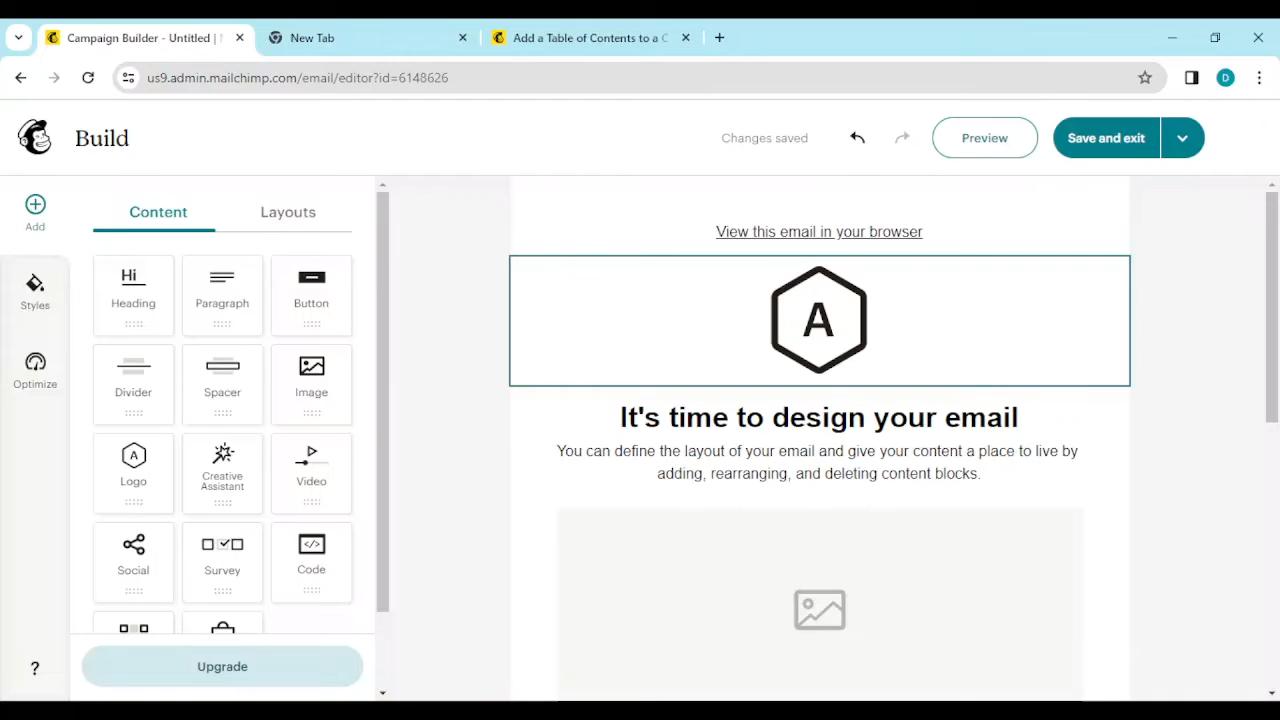 Campaign Builder - Untitled |
New Tab
Add a Table of Contents to a C
us9.admin.mailchimp.com/email/editor?id=6148626
D
Build
Changes saved
Preview
Save and exit
Add
Styles
Optimize
?
Content
Layouts
Hi
Heading
Paragraph
Button
Divider
Spacer
Image
A
Logo
Creative
Assistant
Video
Social
Survey
</>
Code
Upgrade
View this email in your browser
A
It's time to design your email
You can define the layout of your email and give your content a place to live by
adding, rearranging, and deleting content blocks.